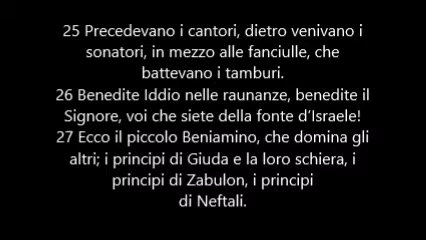 25 Precedevano i cantori, dietro venivano i
sonatori, in mezzo alle fanciulle, che
battevano i tamburi.
26 Benedite Iddio nelle raunanze, benedite il
Signore, voi che siete della fonte d’Israele!
27 Ecco il piccolo Beniamino, che domina gli
altri; i principi di Giuda e la loro schiera, i
principi di Zabulon, i principi
di Neftali.